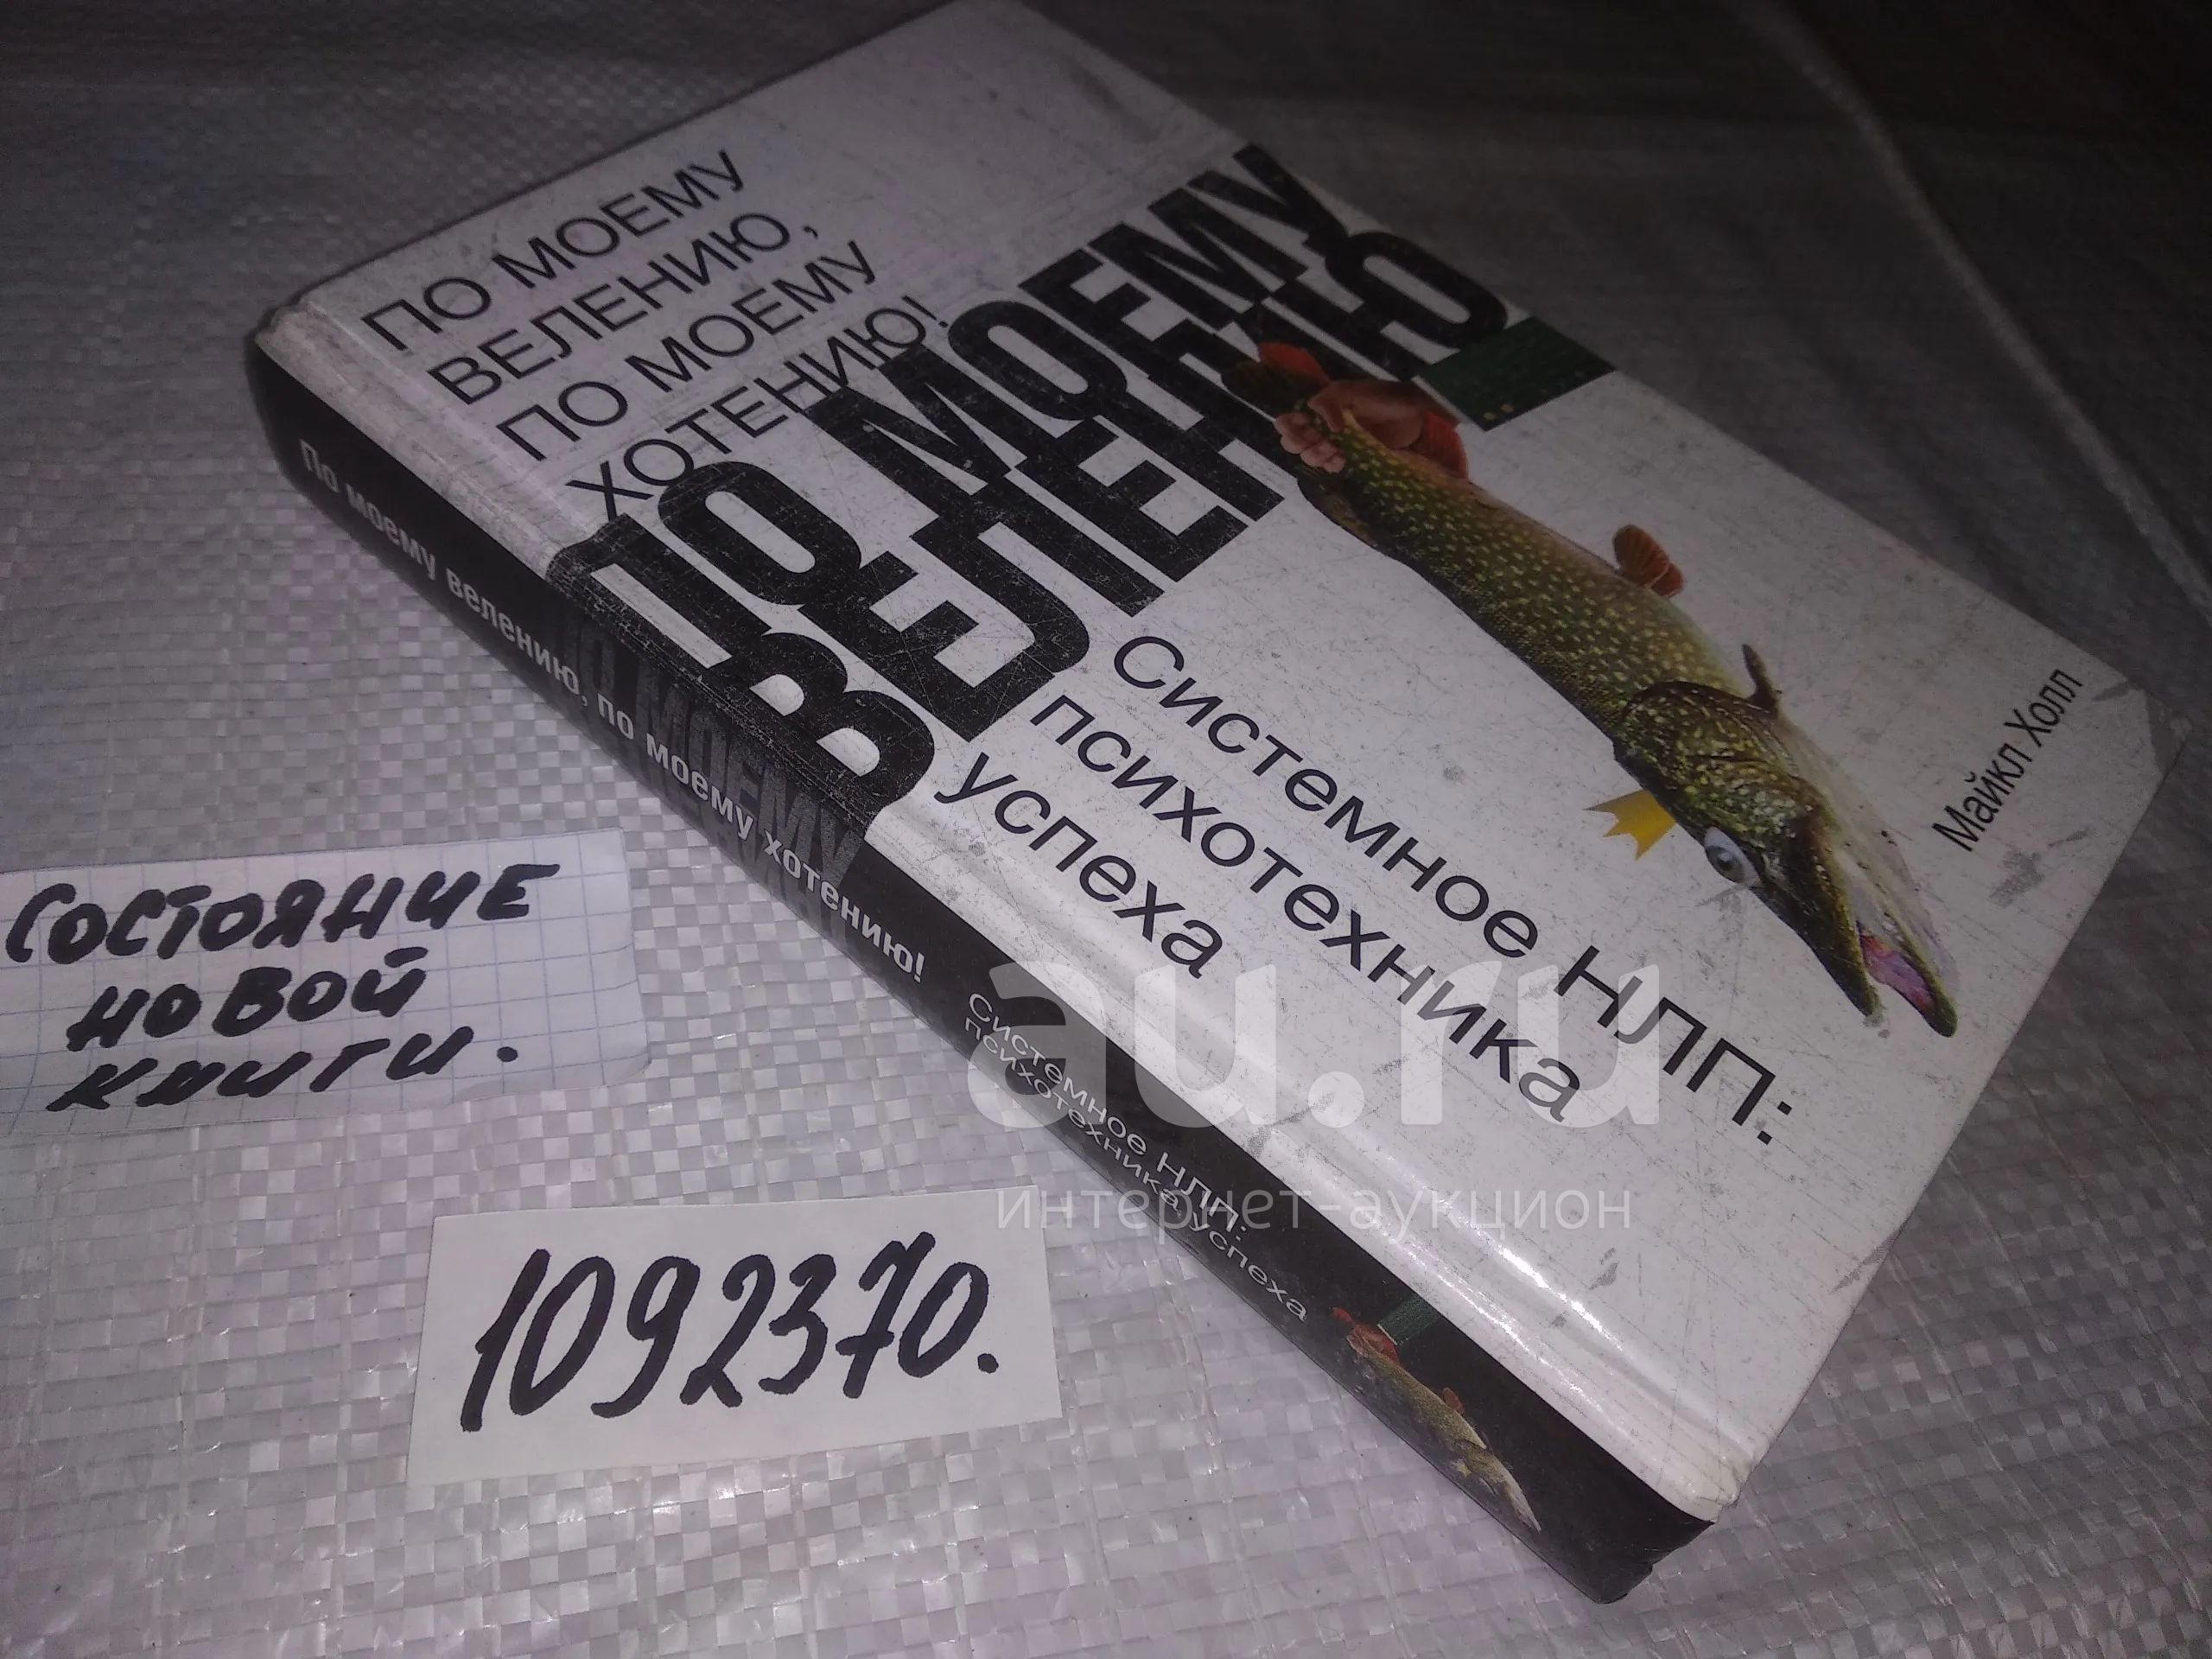 ПО МОЕМУ
ВЕЛЕНИЮ,
ПО МОЕМУ
ХОТЕНИЮ!
ПО МОЕМУ
ВЕЛЕНИЮ
Системное НЛП:
психотехника
успеха
Майкл Холл
По моему велению, по моему хотению!
ПО МОЕМУ
Системное НЛП:
психотехника успеха
СОСТОЯНИЕ
НОВОЙ
КНИГИ.
1092370.
au.ru
интернет-аукцион